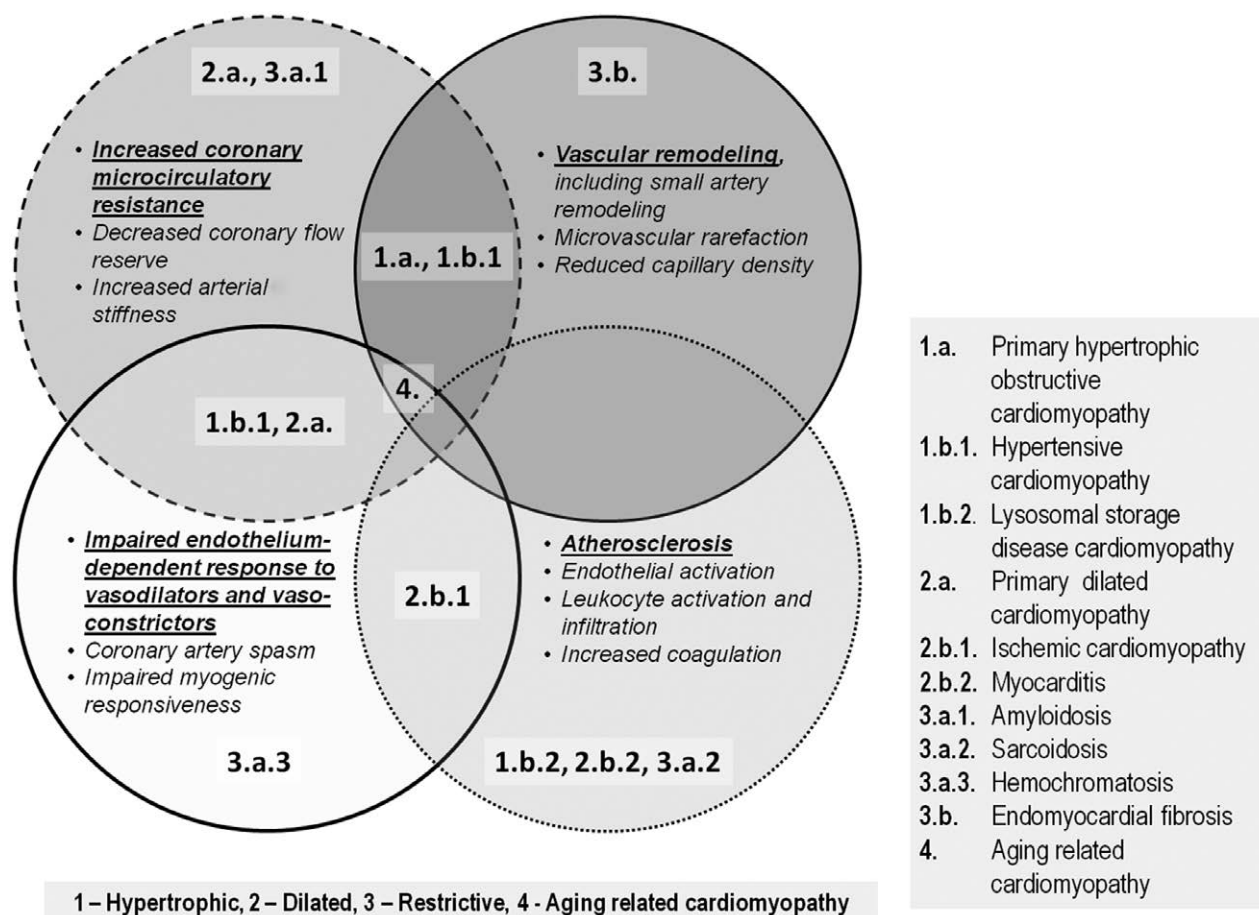 2.a., 3.a.1
• Increased coronary
microcirculatory
resistance
• Decreased coronary flow
reserve
• Increased arterial
stiffness
3.b.
• Vascular remodeling,
including small artery
remodeling
• Microvascular rarefaction
• Reduced capillary density
1.a., 1.b.1
4.
1.b.1, 2.a.
• Impaired endothelium-
dependent response to
vasodilators and vaso-
constrictors
• Coronary artery spasm
• Impaired myogenic
responsiveness
3.a.3
2.b.1
• Atherosclerosis
• Endothelial activation
• Leukocyte activation and
infiltration
• Increased coagulation
1.b.2, 2.b.2, 3.a.2
1.a. Primary hypertrophic
obstructive
cardiomyopathy
1.b.1. Hypertensive
cardiomyopathy
1.b.2. Lysosomal storage
disease cardiomyopathy
2.a. Primary dilated
cardiomyopathy
2.b.1. Ischemic cardiomyopathy
2.b.2. Myocarditis
3.a.1. Amyloidosis
3.a.2. Sarcoidosis
3.a.3. Hemochromatosis
3.b. Endomyocardial fibrosis
4. Aging related
cardiomyopathy
1 – Hypertrophic, 2 – Dilated, 3 – Restrictive, 4 - Aging related cardiomyopathy